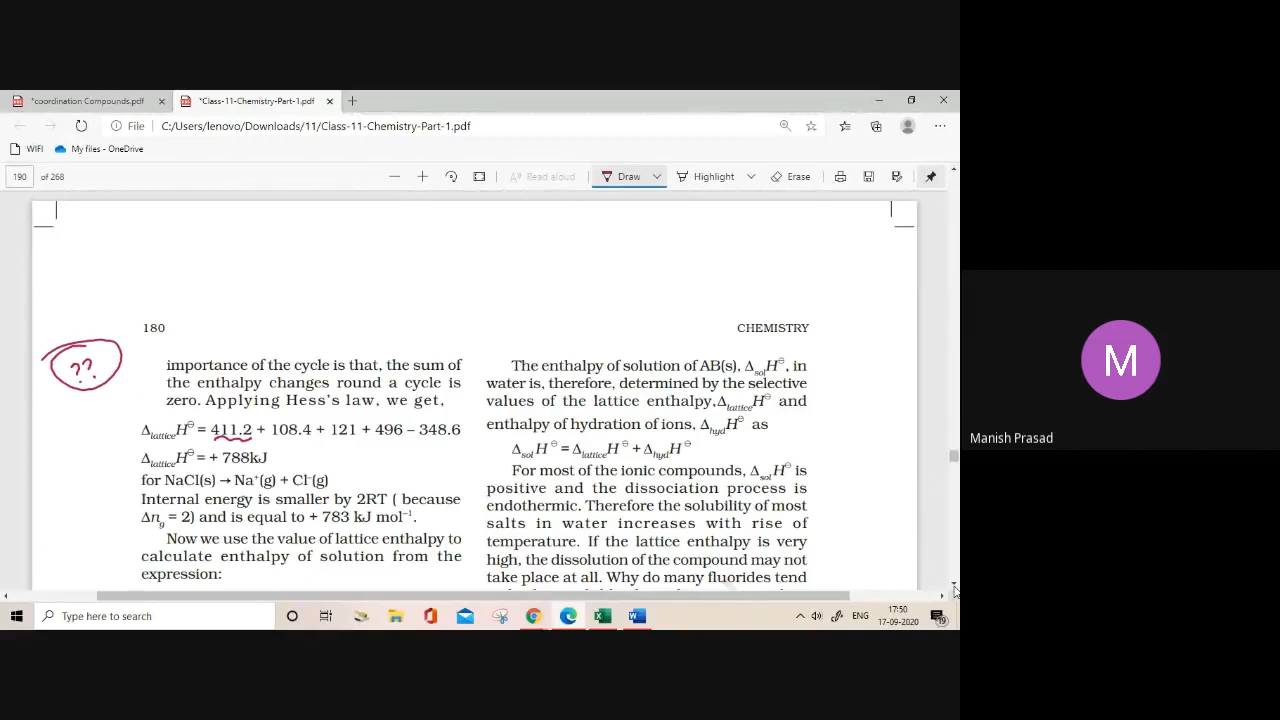 *coordination Compounds.pdf
*Class-11-Chemistry-Part-1.pdf
File
C:/Users/lenovo/Downloads/11/Class-11-Chemistry-Part-1.pdf
WIFI
My files - OneDrive
190 of 268
Read aloud
Draw
Highlight
Erase
180
CHEMISTRY
??
importance of the cycle is that, the sum of
the enthalpy changes round a cycle is
zero. Applying Hess's law, we get,
ΔlatticeH⊖ = 411.2 + 108.4 + 121 + 496 – 348.6
ΔlatticeH⊖ = + 788kJ
for NaCl(s) → Na⁺(g) + Cl⁻(g)
Internal energy is smaller by 2RT ( because
Δng = 2) and is equal to + 783 kJ mol⁻¹.
Now we use the value of lattice enthalpy to
calculate enthalpy of solution from the
expression:
The enthalpy of solution of AB(s), ΔsolH⊖, in
water is, therefore, determined by the selective
values of the lattice enthalpy,ΔlatticeH⊖ and
enthalpy of hydration of ions, ΔhydH⊖ as
ΔsolH⊖ = ΔlatticeH⊖ + ΔhydH⊖
For most of the ionic compounds, ΔsolH⊖ is
positive and the dissociation process is
endothermic. Therefore the solubility of most
salts in water increases with rise of
temperature. If the lattice enthalpy is very
high, the dissolution of the compound may not
take place at all. Why do many fluorides tend
M
Manish Prasad
Type here to search
ENG
17:50
17-09-2020
19